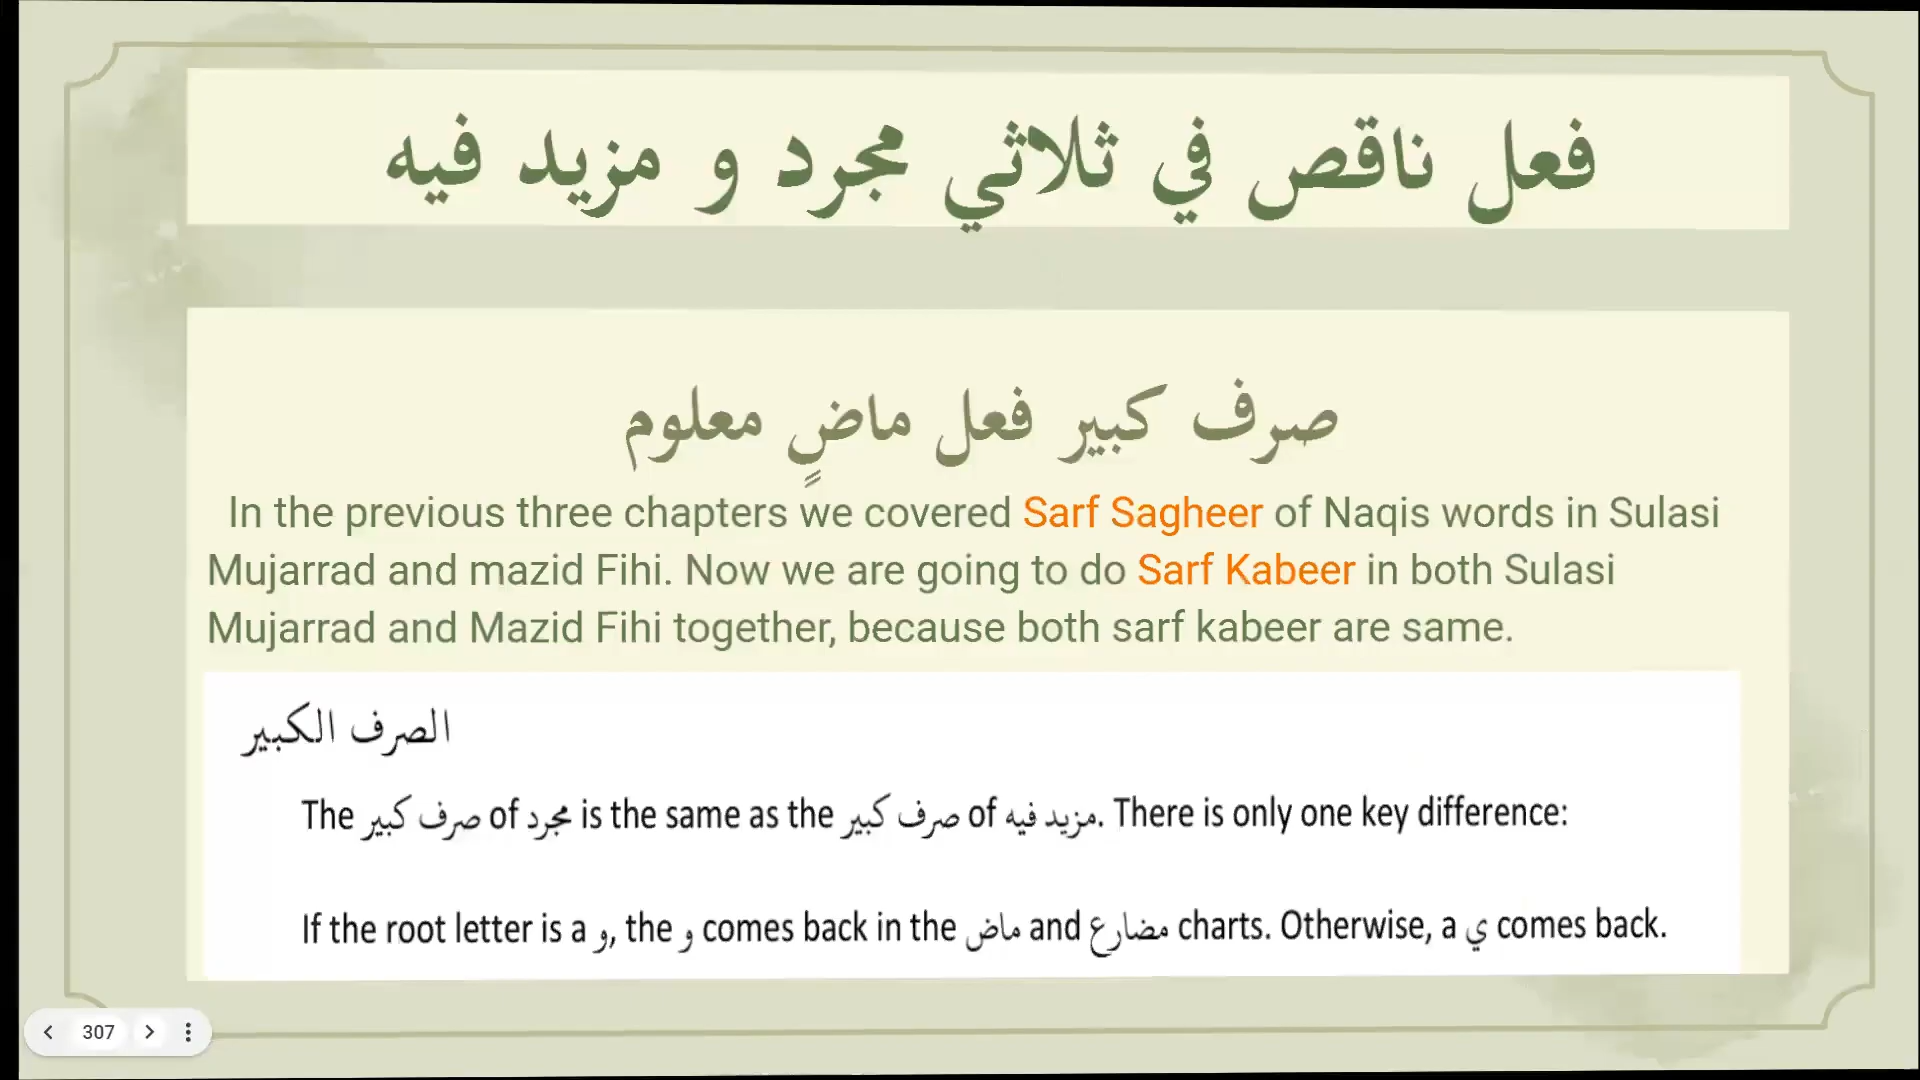 فعل ناقص في ثلاثي مجرد و مزيد فيه
صرف كبير فعل ماضٍ معلوم
In the previous three chapters we covered Sarf Sagheer of Naqis words in Sulasi
Mujarrad and mazid Fihi. Now we are going to do Sarf Kabeer in both Sulasi
Mujarrad and Mazid Fihi together, because both sarf kabeer are same.
الصرف الكبير
The صرف كبير of مجرد is the same as the صرف كبير of مزيد فيه. There is only one key difference:
If the root letter is a و, the و comes back in the ماض and مضارع charts. Otherwise, a ي comes back.
307